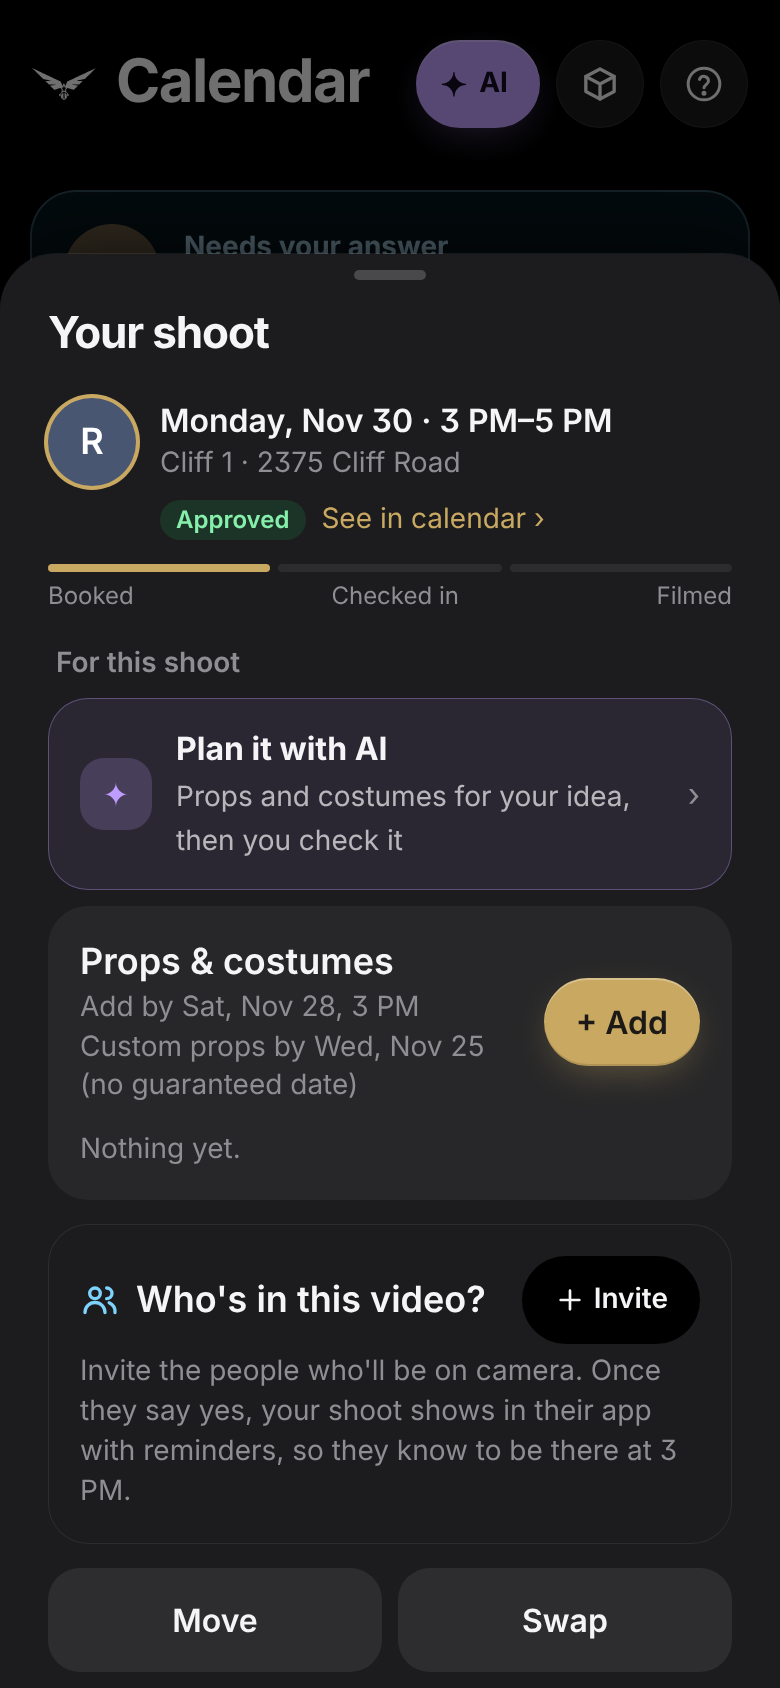 Calendar
AI
Needs your answer
Your shoot
R
Monday, Nov 30 · 3 PM–5 PM
Cliff 1 · 2375 Cliff Road
Approved
See in calendar ›
Booked
Checked in
Filmed
For this shoot
Plan it with AI
Props and costumes for your idea,
then you check it
Props & costumes
Add by Sat, Nov 28, 3 PM
Custom props by Wed, Nov 25
(no guaranteed date)
+ Add
Nothing yet.
Who's in this video?
+ Invite
Invite the people who'll be on camera. Once
they say yes, your shoot shows in their app
with reminders, so they know to be there at 3
PM.
Move
Swap